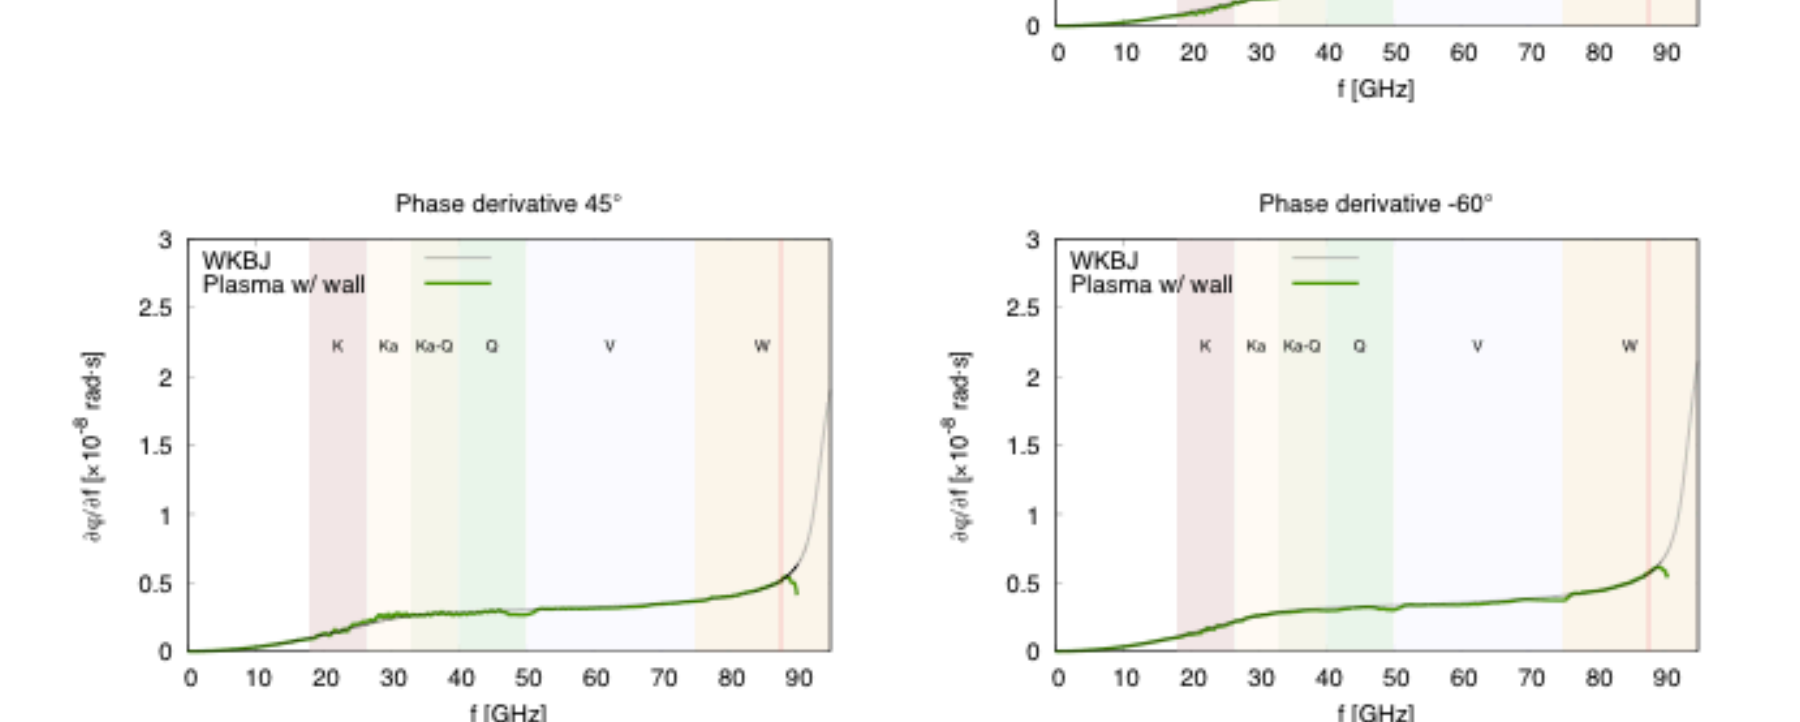 0
0 10 20 30 40 50 60 70 80 90
f [GHz]
Phase derivative 45°
3
2.5
2
1.5
1
0.5
0
∂φ/∂f [×10⁻⁸ rad·s]
WKBJ
Plasma w/ wall
K Ka Ka-Q Q V W
0 10 20 30 40 50 60 70 80 90
f [GHz]
Phase derivative -60°
3
2.5
2
1.5
1
0.5
0
∂φ/∂f [×10⁻⁸ rad·s]
WKBJ
Plasma w/ wall
K Ka Ka-Q Q V W
0 10 20 30 40 50 60 70 80 90
f [GHz]